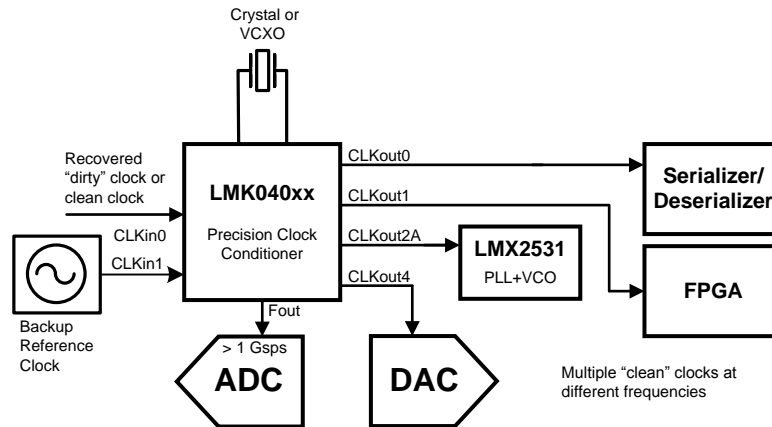 Crystal or
VCXO
Recovered
“dirty” clock or
clean clock
CLKin0
CLKin1
Backup
Reference
Clock
LMK040xx
Precision Clock
Conditioner
CLKout0
CLKout1
CLKout2A
CLKout4
Fout
LMX2531
PLL+VCO
Serializer/
Deserializer
FPGA
> 1 Gsps
ADC
DAC
Multiple “clean” clocks at
different frequencies